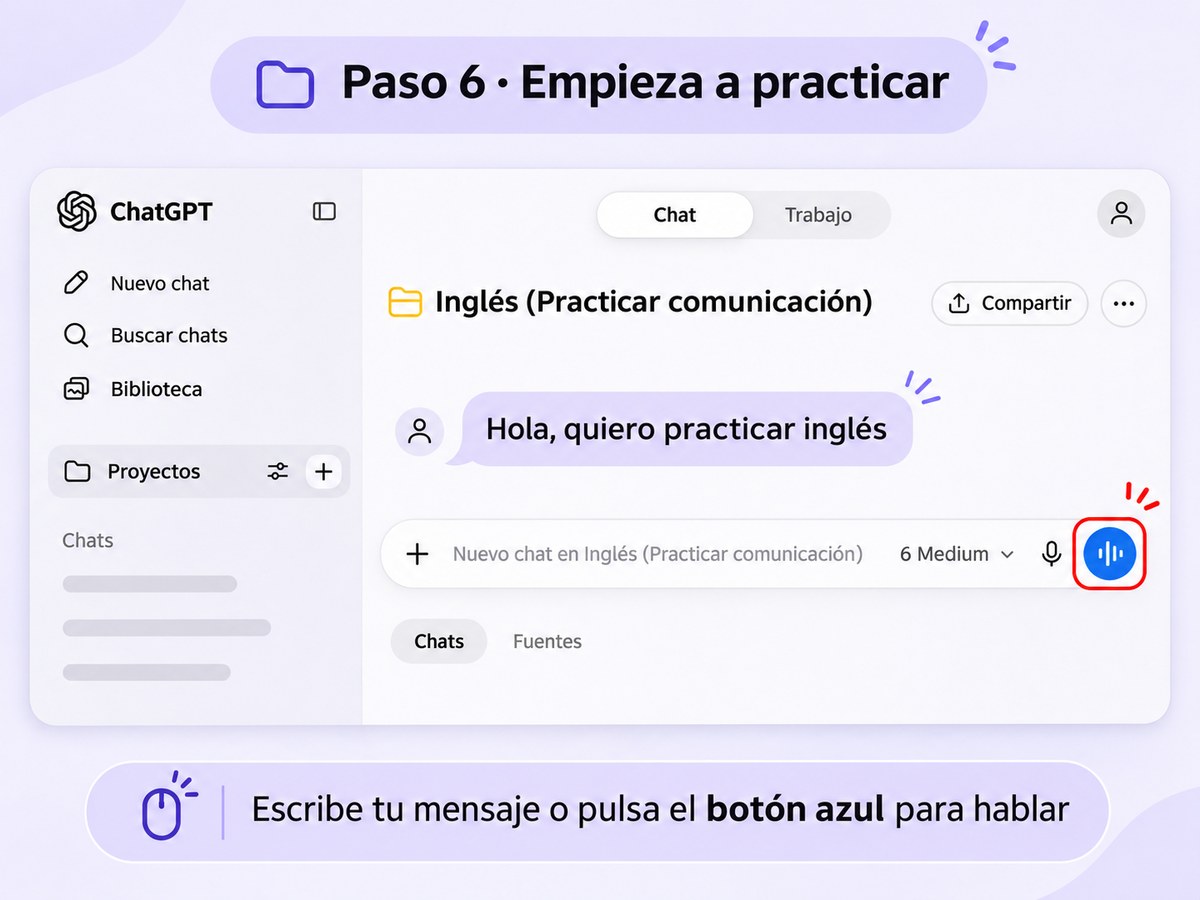 Paso 6 · Empieza a practicar
ChatGPT
Nuevo chat
Buscar chats
Biblioteca
Proyectos
Chats
Chat
Trabajo
Inglés (Practicar comunicación)
Compartir
Hola, quiero practicar inglés
Nuevo chat en Inglés (Practicar comunicación)
6 Medium
Chats
Fuentes
Escribe tu mensaje o pulsa el botón azul para hablar